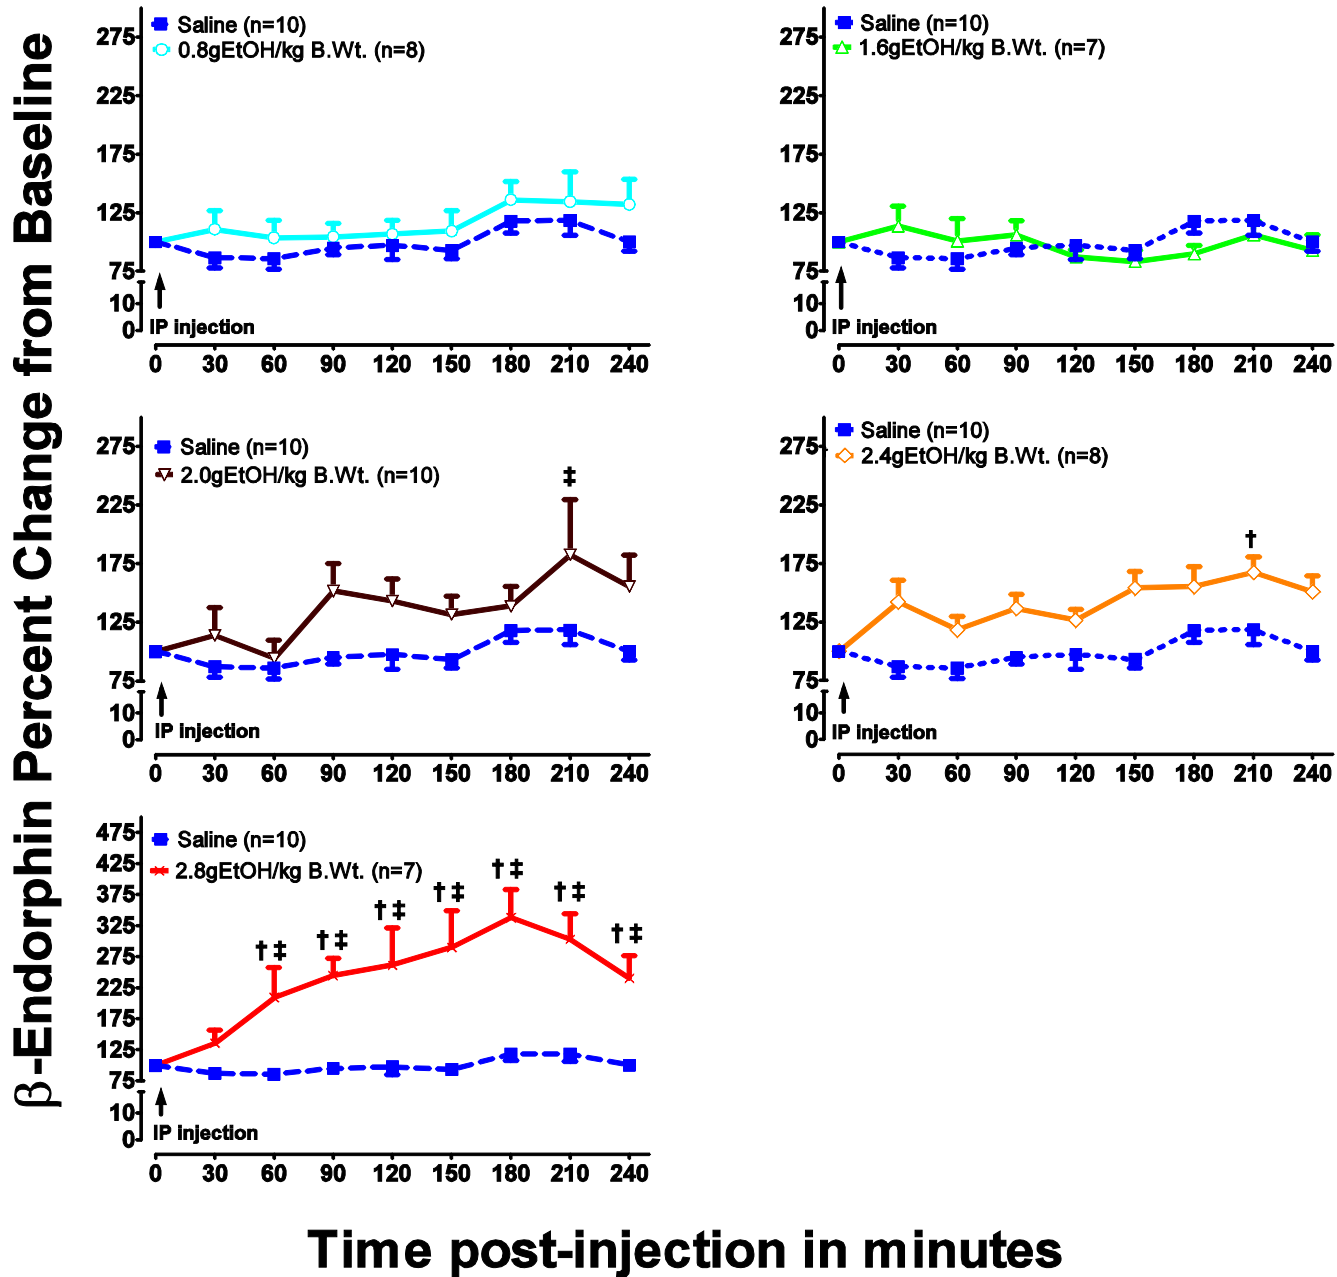 β-Endorphin Percent Change from Baseline
Saline (n=10)
0.8gEtOH/kg B.Wt. (n=8)
275
225
175
125
75
10
0
IP injection
0 30 60 90 120 150 180 210 240
Saline (n=10)
1.6gEtOH/kg B.Wt. (n=7)
275
225
175
125
75
10
0
IP injection
0 30 60 90 120 150 180 210 240
Saline (n=10)
2.0gEtOH/kg B.Wt. (n=10)
275
225
175
125
75
10
0
‡
IP injection
0 30 60 90 120 150 180 210 240
Saline (n=10)
2.4gEtOH/kg B.Wt. (n=8)
275
225
175
125
75
10
0
†
IP injection
0 30 60 90 120 150 180 210 240
Saline (n=10)
2.8gEtOH/kg B.Wt. (n=7)
475
425
375
325
275
225
175
125
75
10
0
†‡ †‡ †‡ †‡ †‡ †‡ †‡
IP injection
0 30 60 90 120 150 180 210 240
Time post-injection in minutes